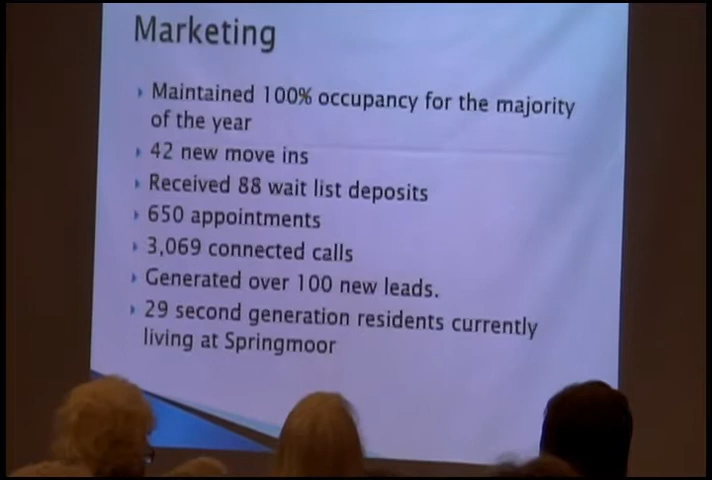 Marketing
Maintained 100% occupancy for the majority
of the year
42 new move ins
Received 88 wait list deposits
650 appointments
3,069 connected calls
Generated over 100 new leads.
29 second generation residents currently
living at Springmoor